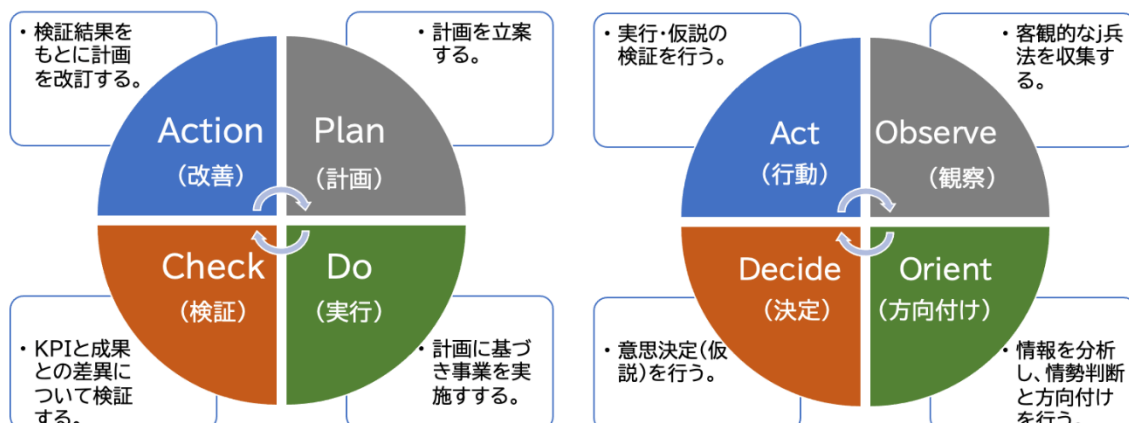 ・検証結果を
もとに計画
を改訂する。
・計画を立案
する。
Action
(改善)
Plan
(計画)
Check
(検証)
Do
(実行)
・KPIと成果
との差異に
ついて検証
する。
・計画に基づ
き事業を実
施すする。
・実行・仮説の
検証を行う。
・客観的なj兵
法を収集す
る。
Act
(行動)
Observe
(観察)
Decide
(決定)
Orient
(方向付け)
・意思決定(仮
説)を行う。
・情報を分析
し、情勢判断
と方向付け
を行う。